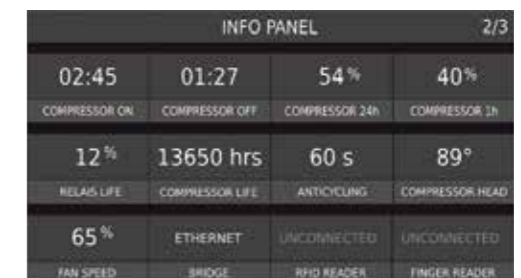 INFO PANEL 2/3
02:45 01:27 54% 40%
COMPRESSOR ON COMPRESSOR OFF COMPRESSOR 24h COMPRESSOR 1h
12% 13650 hrs 60 s 89°
RELAIS LIFE COMPRESSOR LIFE ANTICYCLING COMPRESSOR HEAD
65% ETHERNET UNCONNECTED UNCONNECTED
FAN SPEED BRIDGE RFID READER FINGER READER